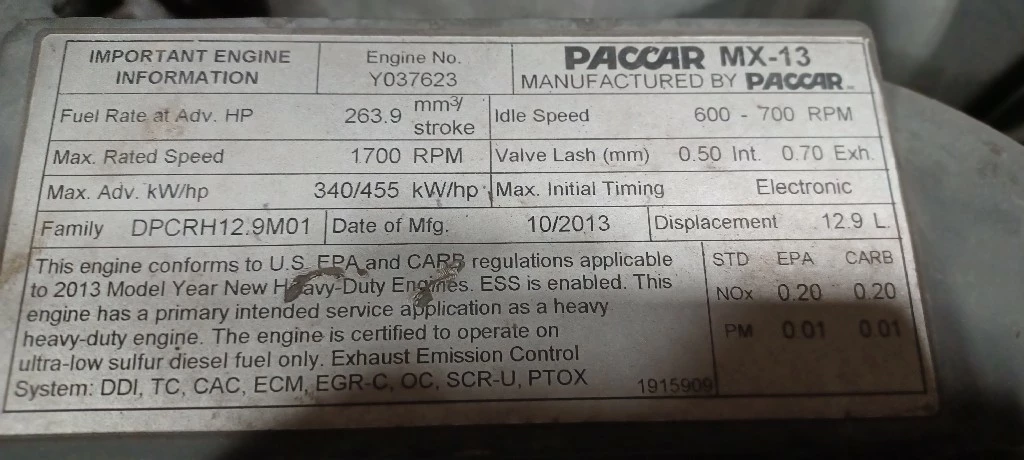 IMPORTANT ENGINE
INFORMATION
Engine No.
Y037623
PACCAR MX-13
MANUFACTURED BY PACCAR
Fuel Rate at Adv. HP 263.9 mm3/
stroke
Idle Speed 600 - 700 RPM
Max. Rated Speed 1700 RPM
Valve Lash (mm) 0.50 Int. 0.70 Exh.
Max. Adv. kW/hp 340/455 kW/hp
Max. Initial Timing Electronic
Family DPCRH12.9M01
Date of Mfg. 10/2013
Displacement 12.9 L.
This engine conforms to U.S. EPA and CARB regulations applicable
to 2013 Model Year New Heavy-Duty Engines. ESS is enabled. This
engine has a primary intended service application as a heavy
heavy-duty engine. The engine is certified to operate on
ultra-low sulfur diesel fuel only. Exhaust Emission Control
System: DDI, TC, CAC, ECM, EGR-C, OC, SCR-U, PTOX
1915909
STD EPA CARB
NOx 0.20 0.20
PM 0.01 0.01